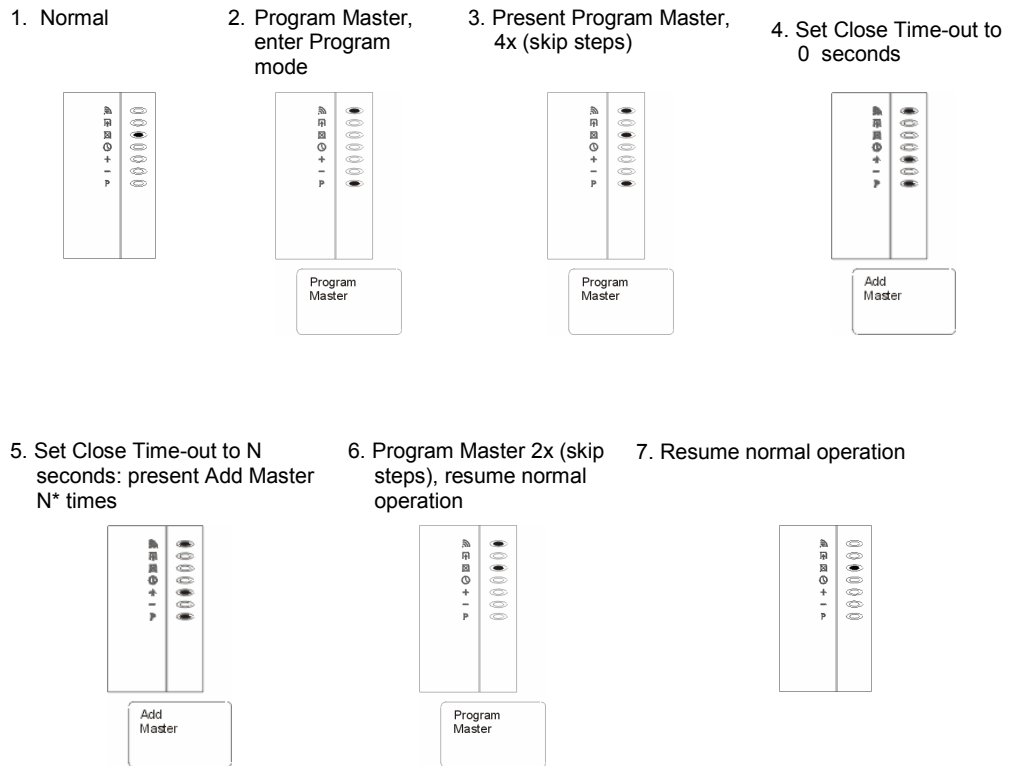 1. Normal
2. Program Master,
enter Program
mode
3. Present Program Master,
4x (skip steps)
4. Set Close Time-out to
0 seconds
+
−
P
+
−
P
Program
Master
+
−
P
Program
Master
+
−
P
Add
Master
5. Set Close Time-out to N
seconds: present Add Master
N* times
6. Program Master 2x (skip
steps), resume normal
operation
7. Resume normal operation
+
−
P
Add
Master
+
−
P
Program
Master
+
−
P